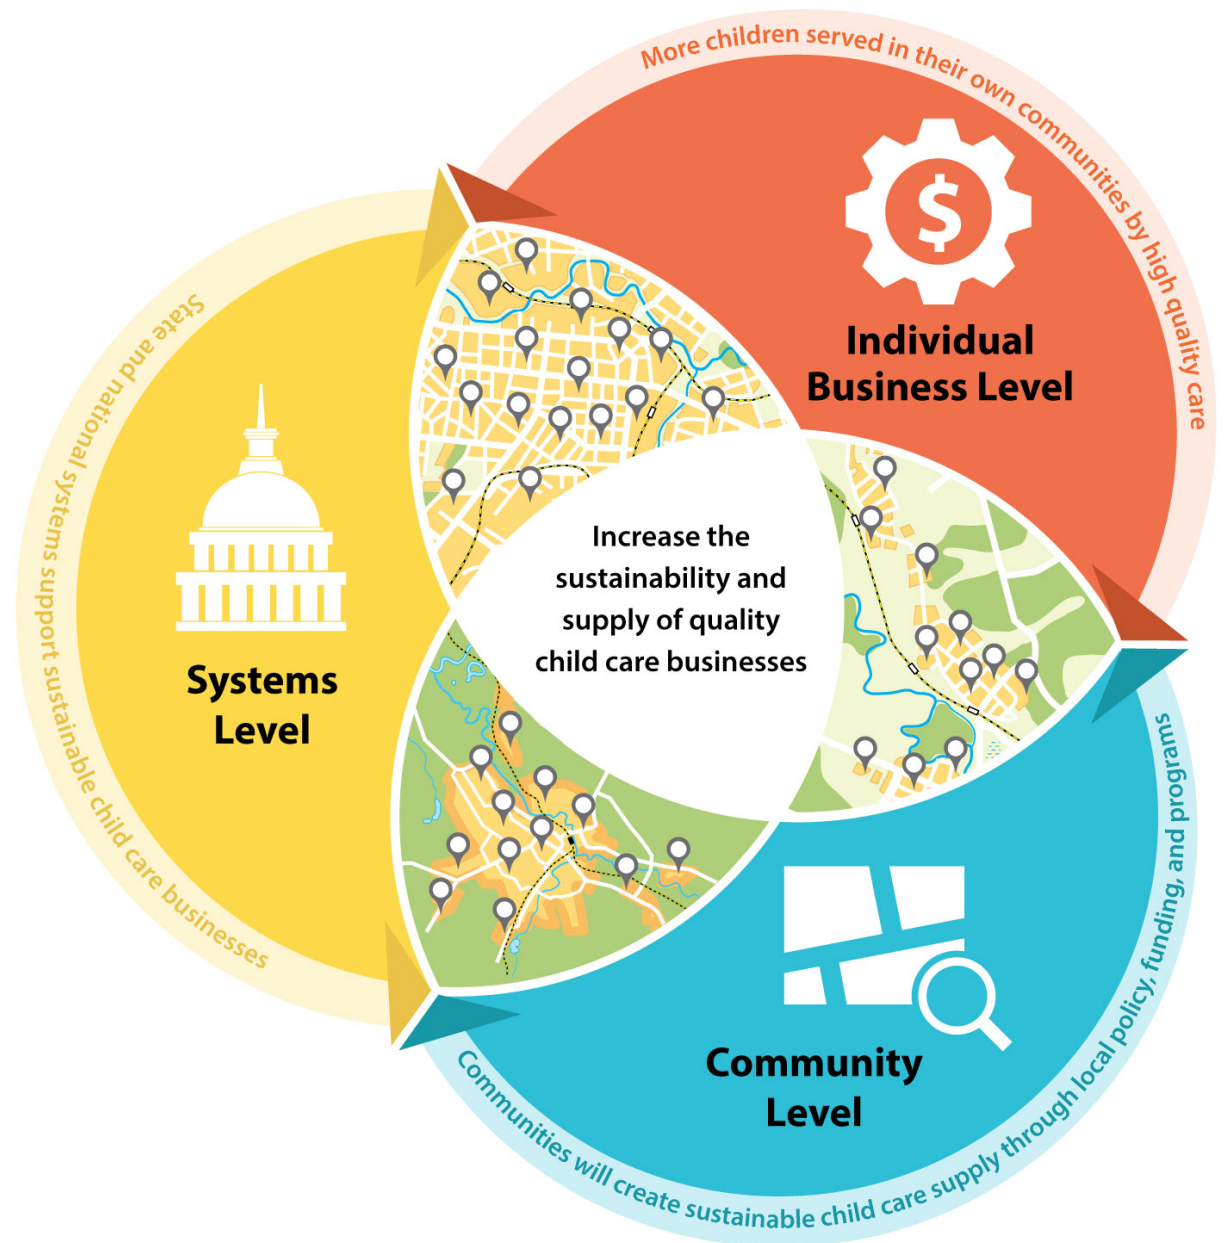 More children served in their own communities by high quality care
$
Individual
Business Level
State and national systems support sustainable child care businesses
Systems
Level
Increase the
sustainability and
supply of quality
child care businesses
Community
Level
Communities will create sustainable child care supply through local policy, funding, and programs